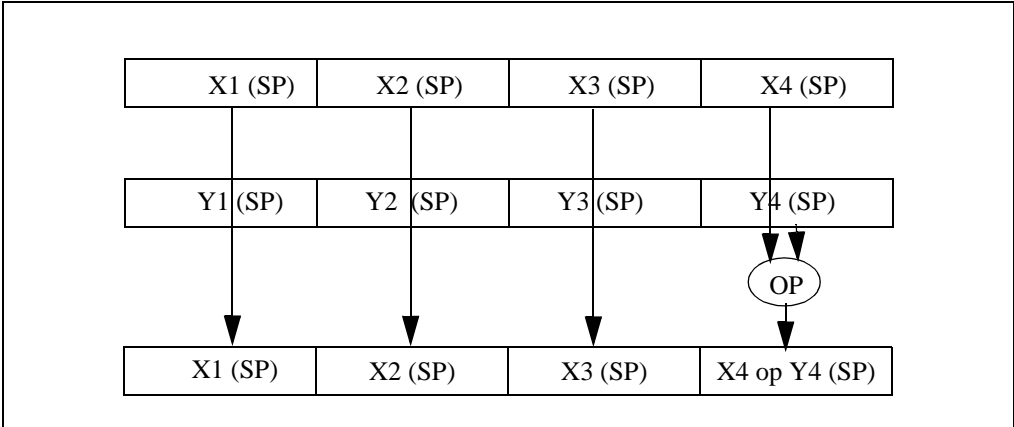 X1 (SP) X2 (SP) X3 (SP) X4 (SP)
Y1 (SP) Y2 (SP) Y3 (SP) Y4 (SP)
OP
X1 (SP) X2 (SP) X3 (SP) X4 op Y4 (SP)